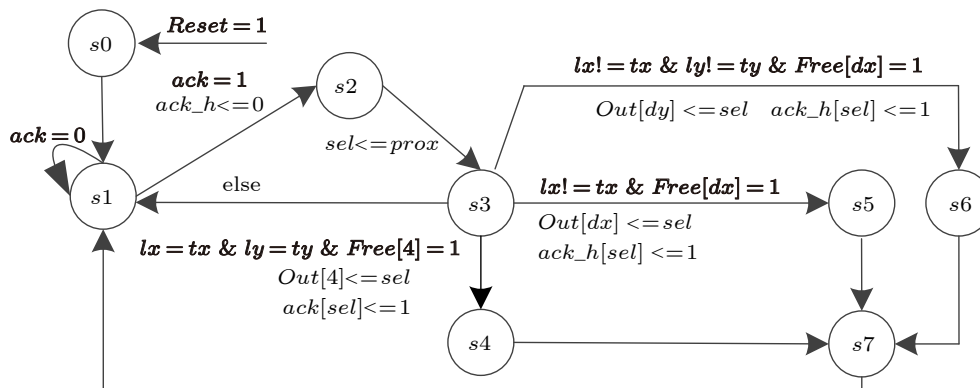 s0
Reset = 1
ack = 1
ack_h<=0
s2
lx! = tx & ly! = ty & Free[dx] = 1
Out[dy] <=sel ack_h[sel] <=1
ack = 0
sel<=prox
s1
else
s3
lx! = tx & Free[dx] = 1
s5
s6
Out[dx] <=sel
ack_h[sel] <=1
lx = tx & ly = ty & Free[4] = 1
Out[4]<=sel
ack[sel]<=1
s4
s7